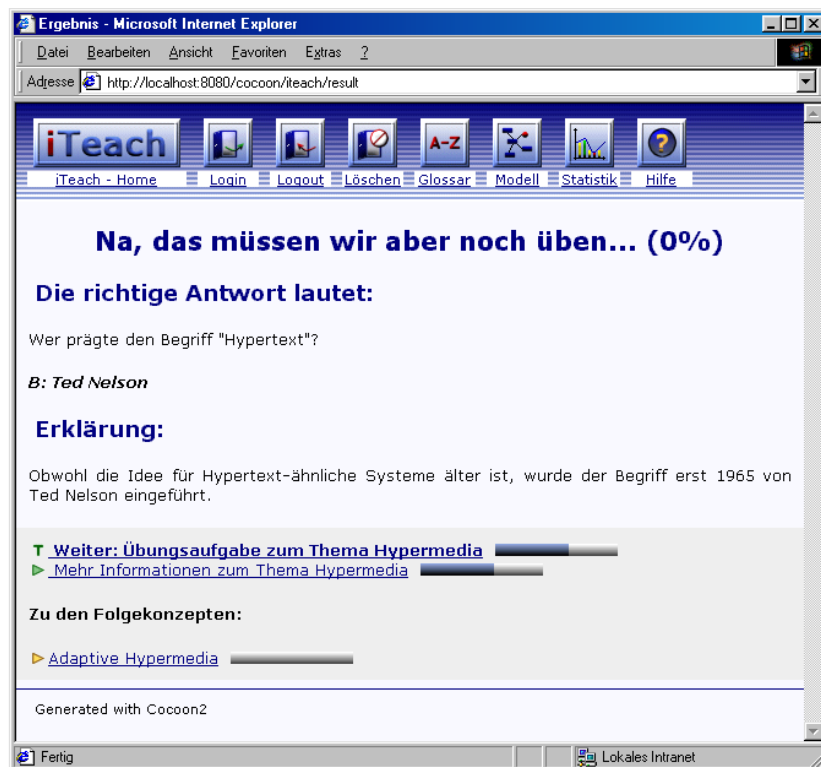 Ergebnis - Microsoft Internet Explorer
Datei Bearbeiten Ansicht Favoriten Extras ?
Adresse http://localhost:8080/cocoon/iteach/result
iTeach A-Z ?
iTeach - Home Login Logout Löschen Glossar Modell Statistik Hilfe
Na, das müssen wir aber noch üben... (0%)
Die richtige Antwort lautet:
Wer prägte den Begriff "Hypertext"?
B: Ted Nelson
Erklärung:
Obwohl die Idee für Hypertext-ähnliche Systeme älter ist, wurde der Begriff erst 1965 von
Ted Nelson eingeführt.
T Weiter: Übungsaufgabe zum Thema Hypermedia
Mehr Informationen zum Thema Hypermedia
Zu den Folgekonzepten:
Adaptive Hypermedia
Generated with Cocoon2
Fertig Lokales Intranet